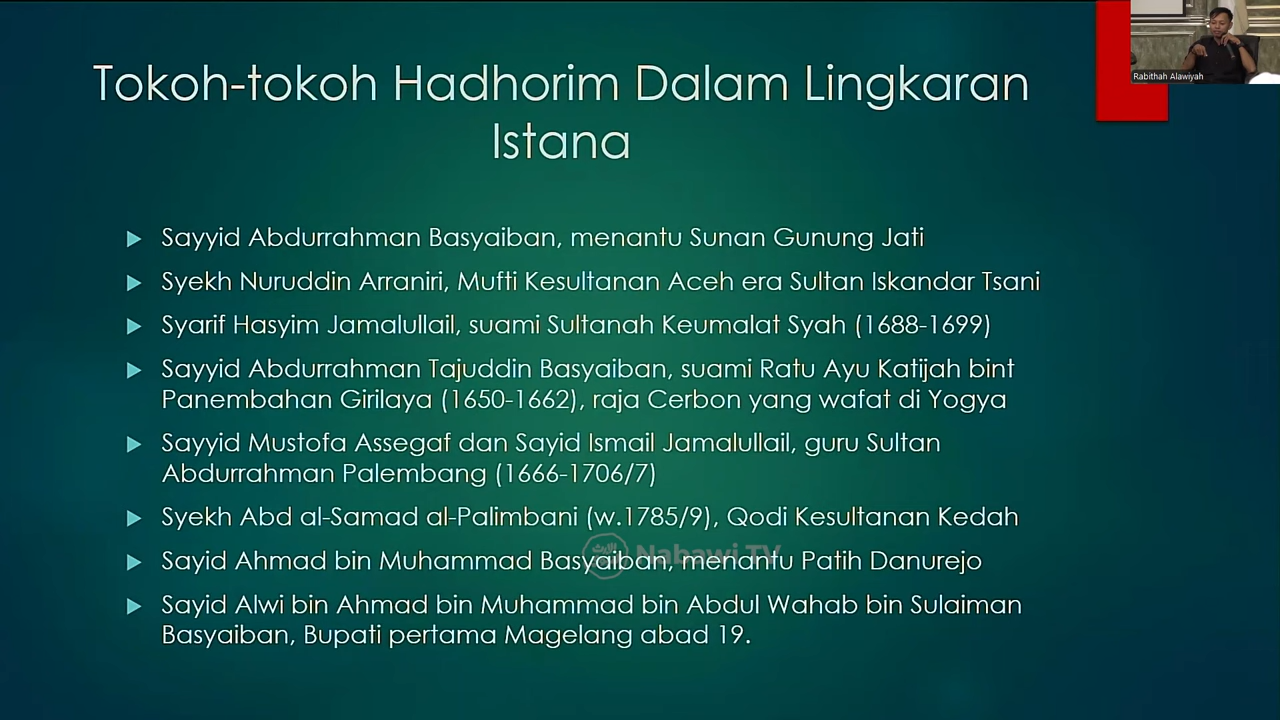 Rabithah Alawiyah
Tokoh-tokoh Hadhorim Dalam Lingkaran
Istana
Sayyid Abdurrahman Basyaiban, menantu Sunan Gunung Jati
Syekh Nuruddin Arraniri, Mufti Kesultanan Aceh era Sultan Iskandar Tsani
Syarif Hasyim Jamalullail, suami Sultanah Keumalat Syah (1688-1699)
Sayyid Abdurrahman Tajuddin Basyaiban, suami Ratu Ayu Katijah bint
Panembahan Girilaya (1650-1662), raja Cerbon yang wafat di Yogya
Sayyid Mustofa Assegaf dan Sayid Ismail Jamalullail, guru Sultan
Abdurrahman Palembang (1666-1706/7)
Syekh Abd al-Samad al-Palimbani (w.1785/9), Qodi Kesultanan Kedah
Nabawi TV
Sayid Ahmad bin Muhammad Basyaiban, menantu Patih Danurejo
Sayid Alwi bin Ahmad bin Muhammad bin Abdul Wahab bin Sulaiman
Basyaiban, Bupati pertama Magelang abad 19.